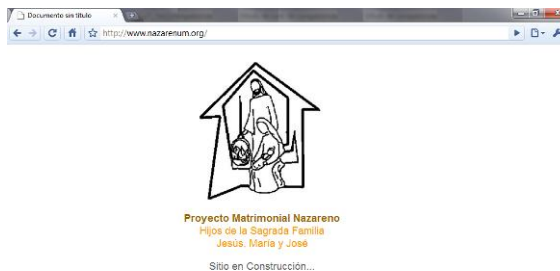 Documento sin título
http://www.nazarenum.org/
Proyecto Matrimonial Nazareno
Hijos de la Sagrada Familia
Jesús, María y José
Sitio en Construcción...